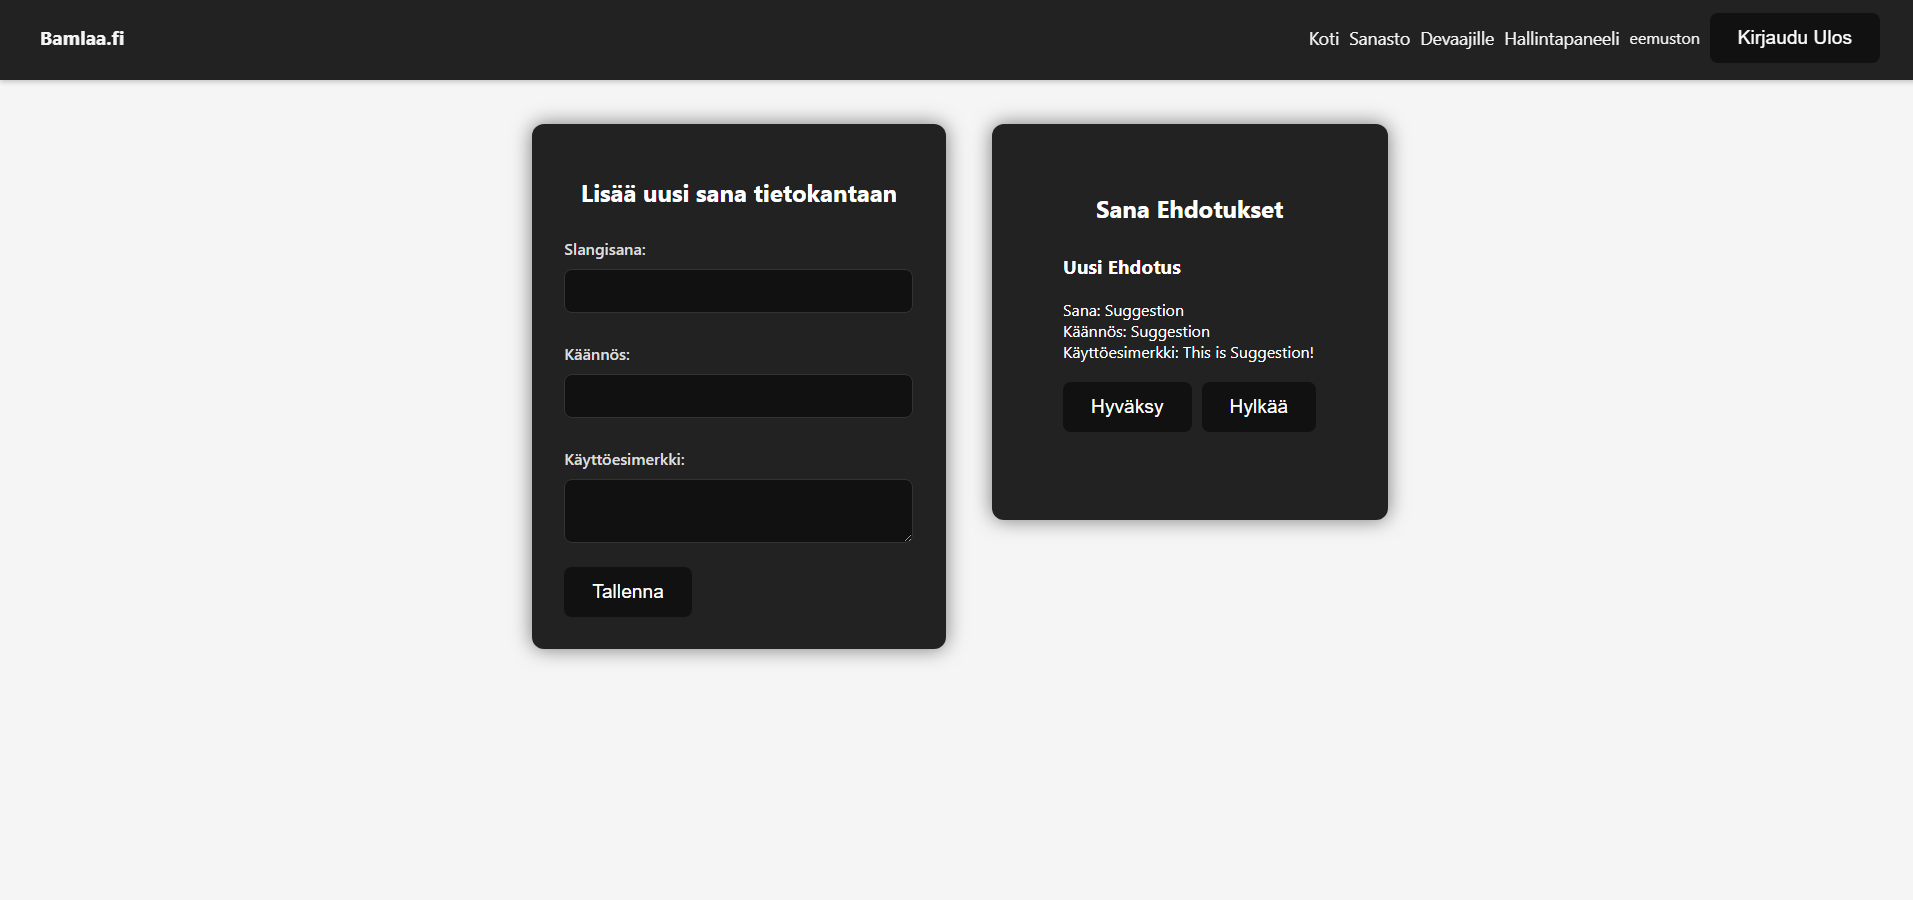 Bamlaa.fi
Koti Sanasto Devaajille Hallintapaneeli eemuston Kirjaudu Ulos
Lisää uusi sana tietokantaan
Slangisana:
Käännös:
Käyttöesimerkki:
Tallenna
Sana Ehdotukset
Uusi Ehdotus
Sana: Suggestion
Käännös: Suggestion
Käyttöesimerkki: This is Suggestion!
Hyväksy Hylkää